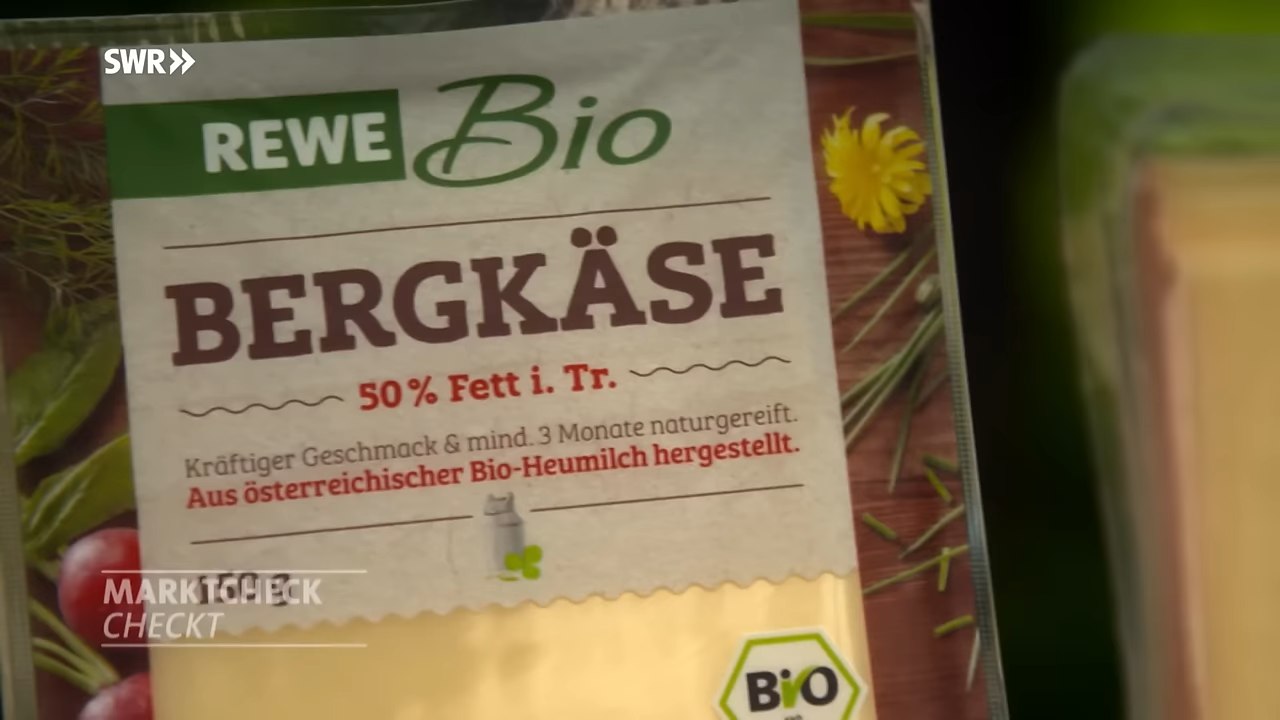 SWR»
REWE Bio
BERGKÄSE
50% Fett i. Tr.
Kräftiger Geschmack & mind. 3 Monate naturgereift.
Aus österreichischer Bio-Heumilch hergestellt.
MARKTCHECK
CHECKT
BiO